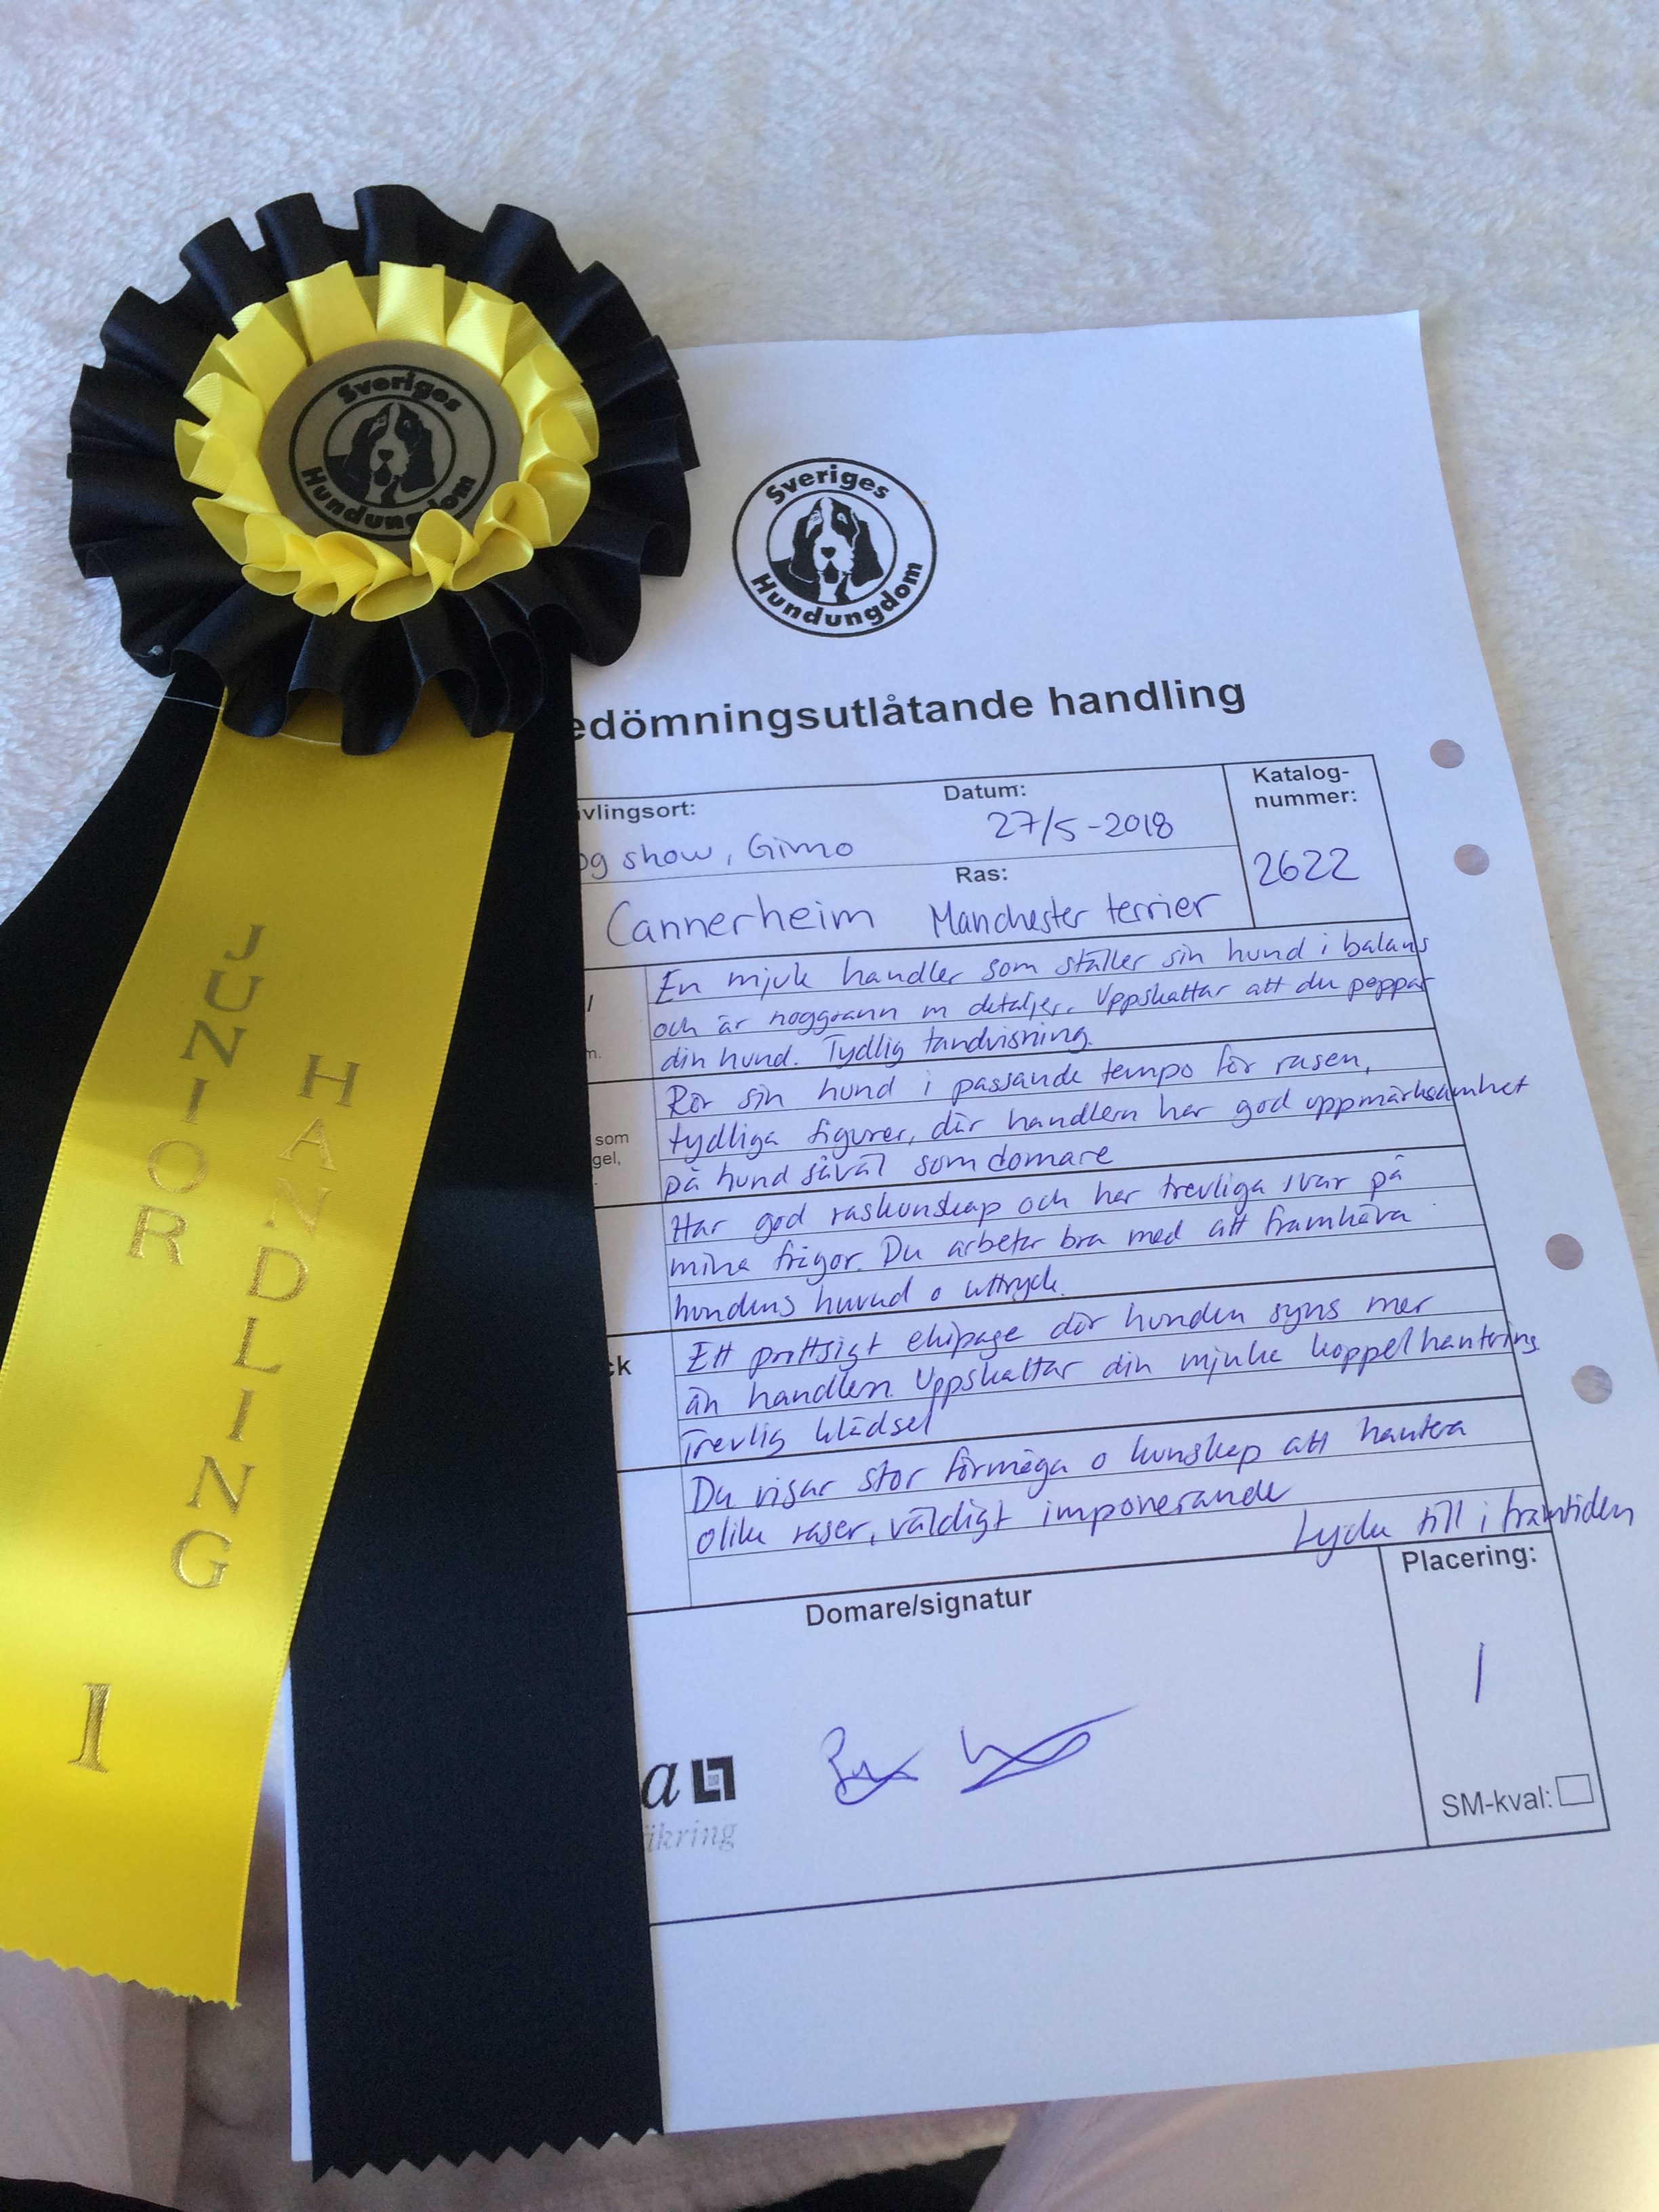 Sveriges
Hundungdom
JUNIOR
HANDLING
1
Sveriges
Hundungdom
edömningsutlåtande handling
vlingsort:
Datum:
Katalog-
nummer:
og show, Gimo
27/5-2018
2622
Ras:
Cannerheim
Manchester terrier
En mjuk handler som ställer sin hund i balans
och är noggrann m detaljer. Uppskattar att du peppar
din hund. Tydlig tandvisning.
m.
Rör sin hund i passande tempo för rasen,
tydliga figurer, där handlern har god uppmärksamhet
på hund såväl som domare
som
gel,
Har god raskunskap och har trevliga svar på
mina frågor. Du arbetar bra med att framhäva
hundens huvud o uttryck.
Ett ekipage där hunden syns mer
än handlern. Uppskattar din mjuka koppelhantring
Trevlig klädsel
ck
Du visar stor förmåga o kunskap att hantera
olika raser, väldigt imponerande
Lycka till i framtiden
Domare/signatur
Placering:
1
a
ikring
SM-kval: